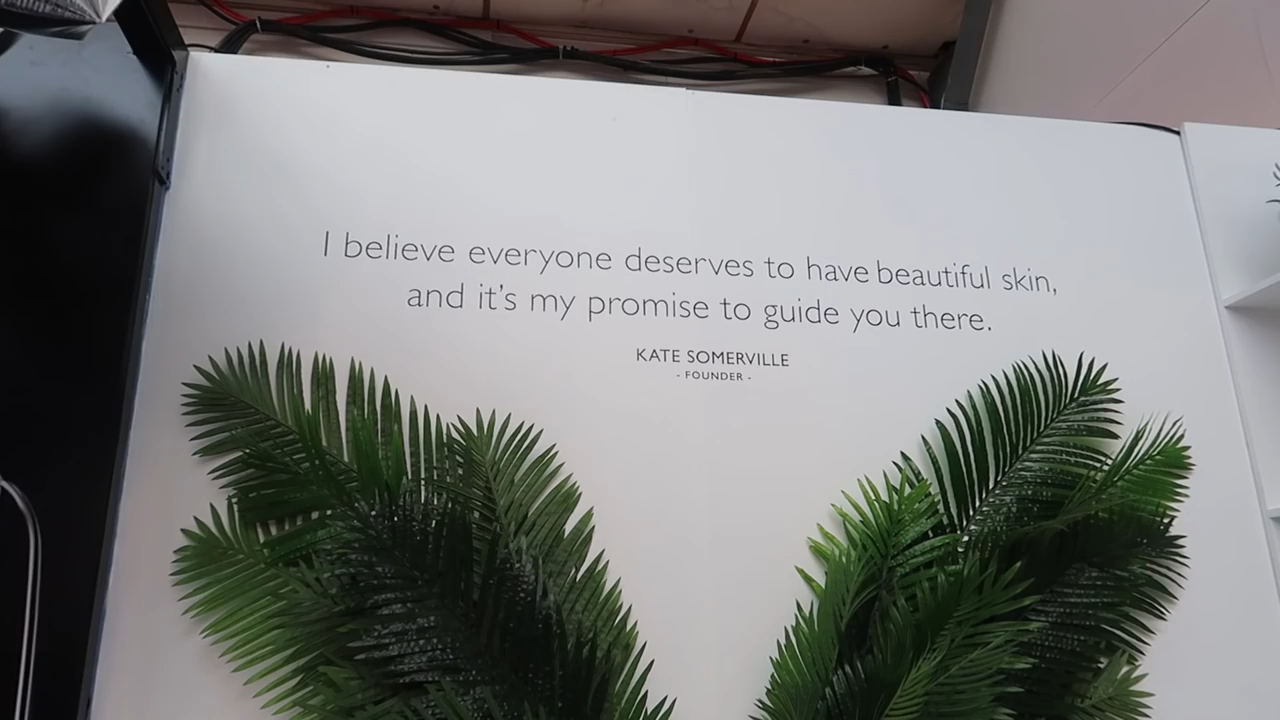 I believe everyone deserves to have beautiful skin,
and it's my promise to guide you there.
KATE SOMERVILLE
- FOUNDER -